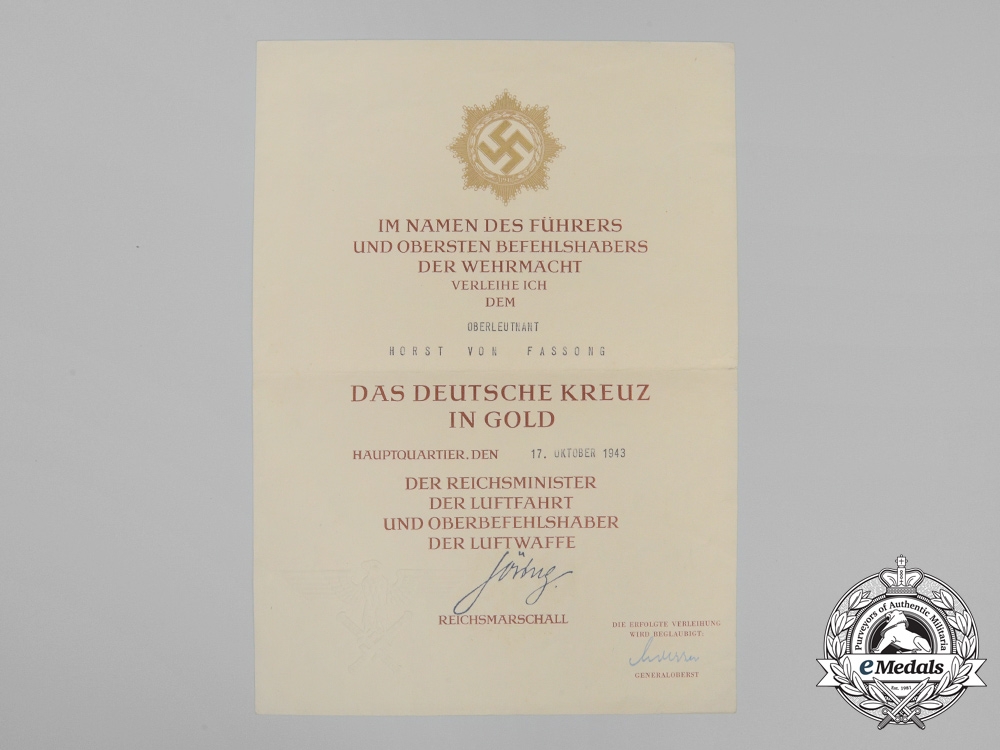 IM NAMEN DES FÜHRERS
UND OBERSTEN BEFEHLSHABERS
DER WEHRMACHT
VERLEIHE ICH
DEM
OBERLEUTNANT
HORST VON FASSONG
DAS DEUTSCHE KREUZ
IN GOLD
HAUPTQUARTIER, DEN 17. OKTOBER 1943
DER REICHSMINISTER
DER LUFTFAHRT
UND OBERBEFEHLSHABER
DER LUFTWAFFE
Göring
REICHSMARSCHALL
DIE ERFOLGTE VERLEIHUNG
WIRD BEGLAUBIGT:
GENERALOBERST
Purveyors of Authentic Militaria
eMedals
Est. 1987